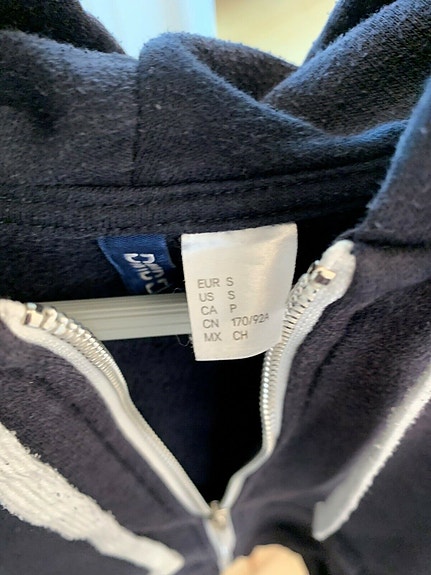 EUR S
US S
CA P
CN 170/92A
MX CH